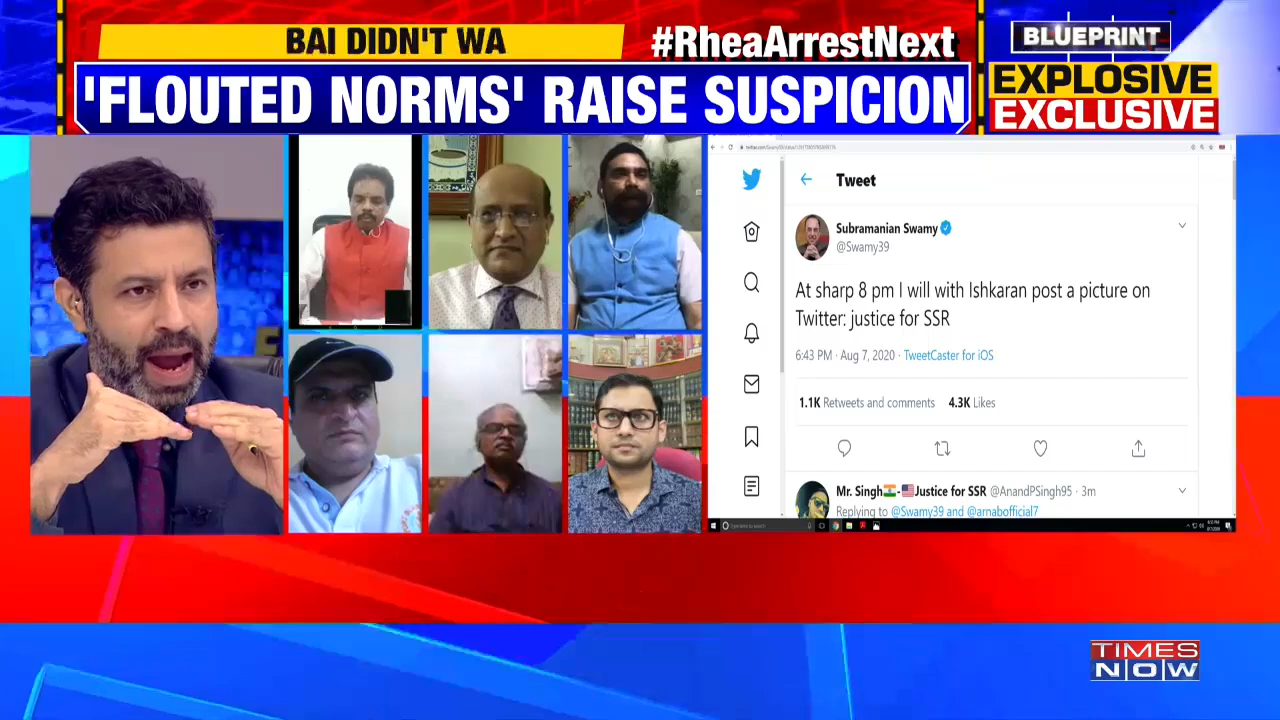 BAI DIDN'T WA
#RheaArrestNext
BLUEPRINT
'FLOUTED NORMS' RAISE SUSPICION
EXPLOSIVE
EXCLUSIVE
Tweet
Subramanian Swamy
@Swamy39
At sharp 8 pm I will with Ishkaran post a picture on
Twitter: justice for SSR
6:43 PM · Aug 7, 2020 · TweetCaster for iOS
1.1K Retweets and comments 4.3K Likes
Mr. Singh🇮🇳-🇺🇸Justice for SSR @AnandPSingh95 · 3m
Replying to @Swamy39 and @arnabofficial7
TIMES
NOW